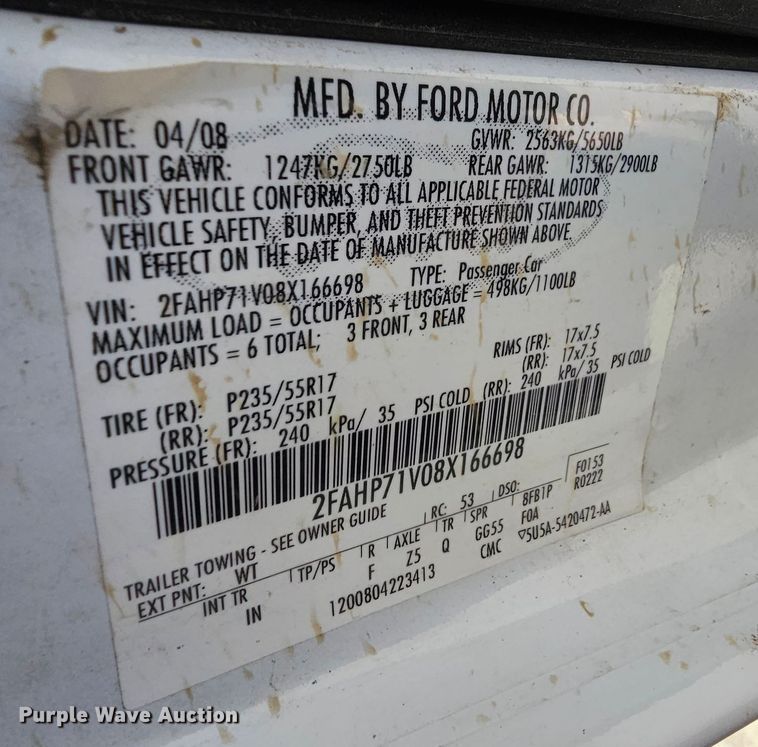 MFD. BY FORD MOTOR CO.
DATE: 04/08 GVWR: 2563KG/5650LB
FRONT GAWR: 1247KG/2750LB REAR GAWR: 1315KG/2900LB
THIS VEHICLE CONFORMS TO ALL APPLICABLE FEDERAL MOTOR
VEHICLE SAFETY, BUMPER, AND THEFT PREVENTION STANDARDS
IN EFFECT ON THE DATE OF MANUFACTURE SHOWN ABOVE.
VIN: 2FAHP71V08X166698 TYPE: Passenger Car
MAXIMUM LOAD = OCCUPANTS + LUGGAGE = 498KG/1100LB
OCCUPANTS = 6 TOTAL; 3 FRONT, 3 REAR
TIRE (FR): P235/55R17 RIMS (FR): 17x7.5
(RR): P235/55R17 (RR): 17x7.5
PRESSURE (FR): 240 kPa/ 35 PSI COLD (RR): 240 kPa/ 35 PSI COLD
2FAHP71V08X166698
TRAILER TOWING - SEE OWNER GUIDE RC: 53 DSO: F0153
EXT PNT: WT TP/PS R AXLE TR SPR 8FB1P R0222
INT TR F Z5 Q GG55 F0A
IN 1200804223413 CMC ▽5U5A-5420472-AA
Purple Wave Auction